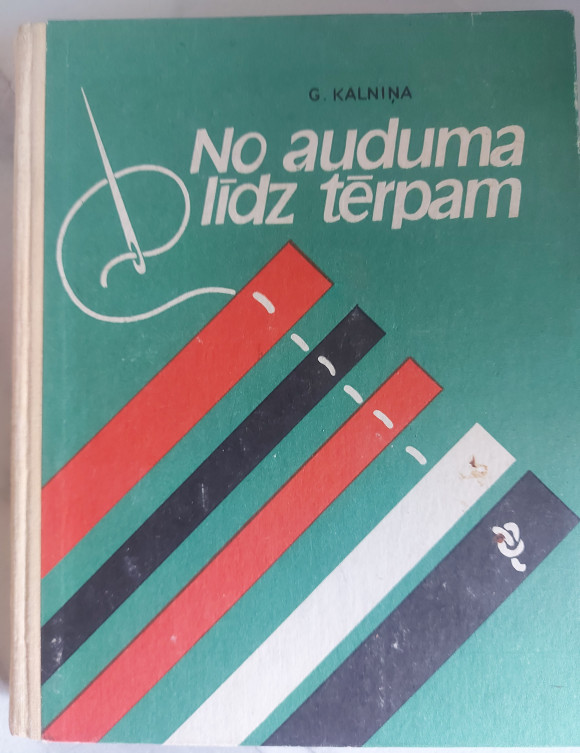 G. KALNIŅA
No auduma
līdz tērpam